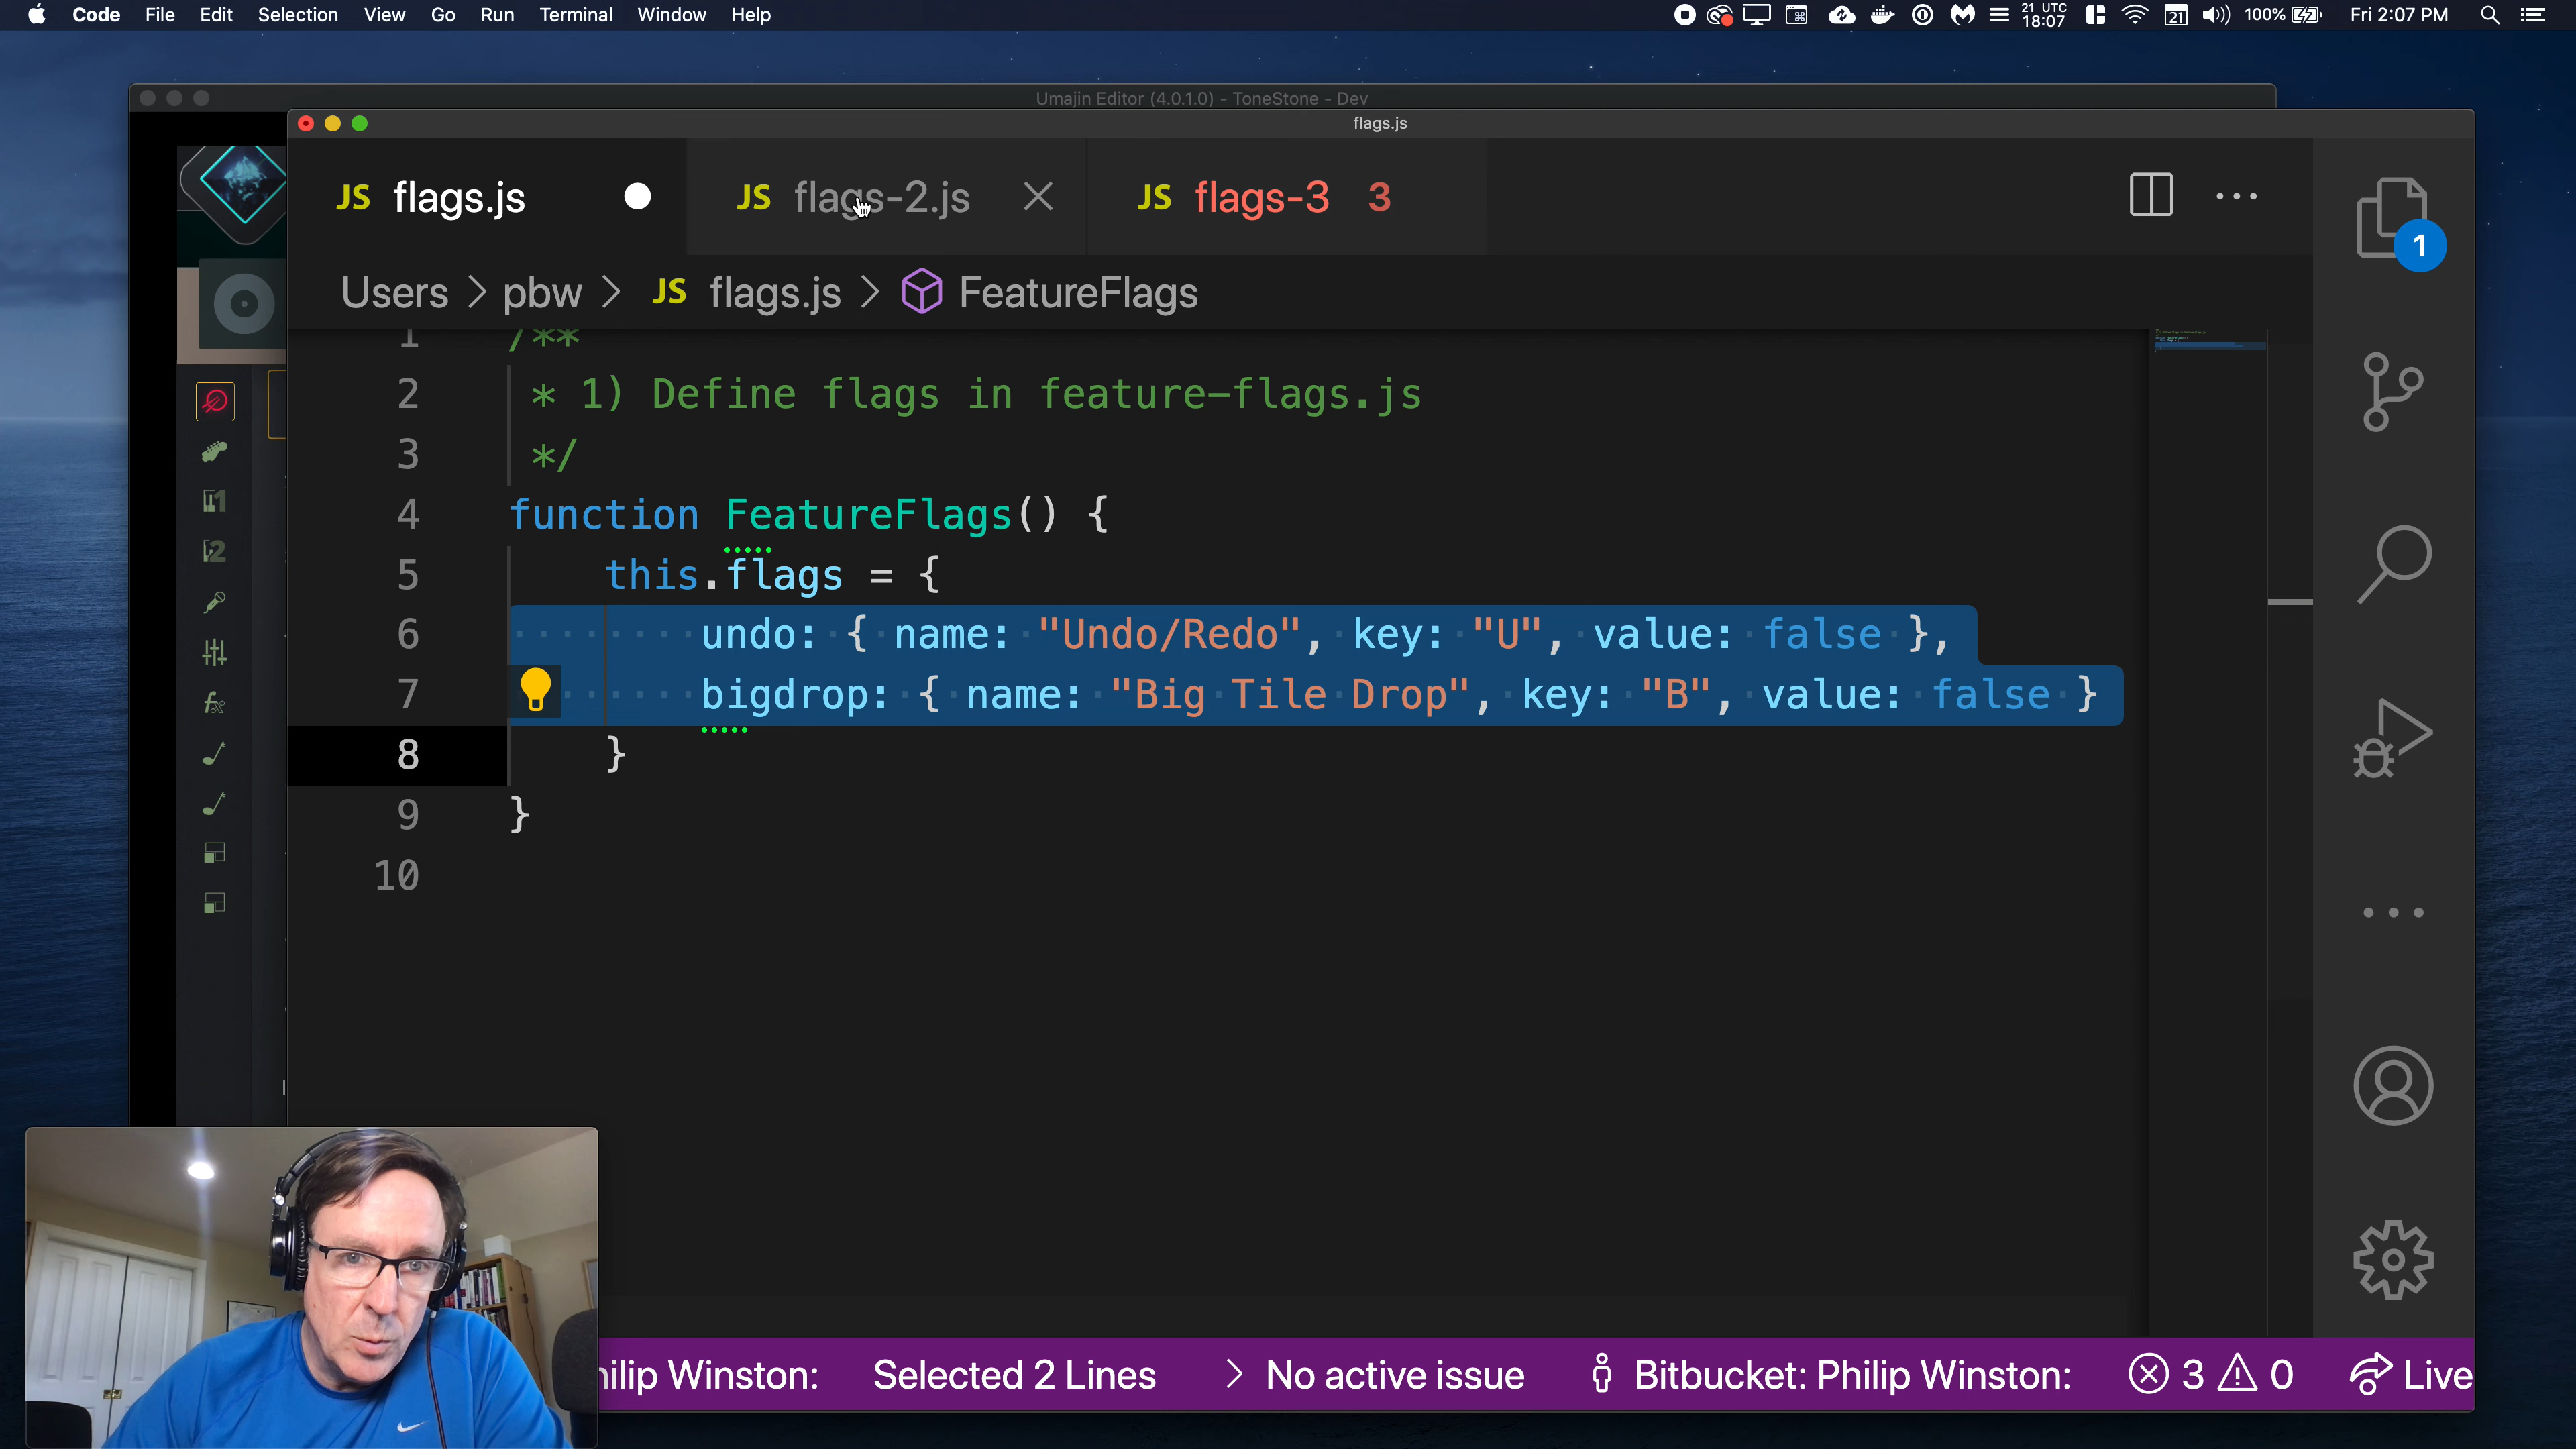 Code File Edit Selection View Go Run Terminal Window Help
21 UTC
18:07
21
100%
Fri 2:07 PM
Umajin Editor (4.0.1.0) - ToneStone - Dev
flags.js
JS flags.js
JS flags-2.js
JS flags-3 3
1
Users > pbw > JS flags.js > FeatureFlags
1 /**
2 * 1) Define flags in feature-flags.js
3 */
4 function FeatureFlags() {
5 this.flags = {
6 undo: { name: "Undo/Redo", key: "U", value: false },
7 bigdrop: { name: "Big Tile Drop", key: "B", value: false }
8 }
9 }
10
1
2
fx
Winston: Selected 2 Lines > No active issue Bitbucket: Philip Winston: 3 0 Live